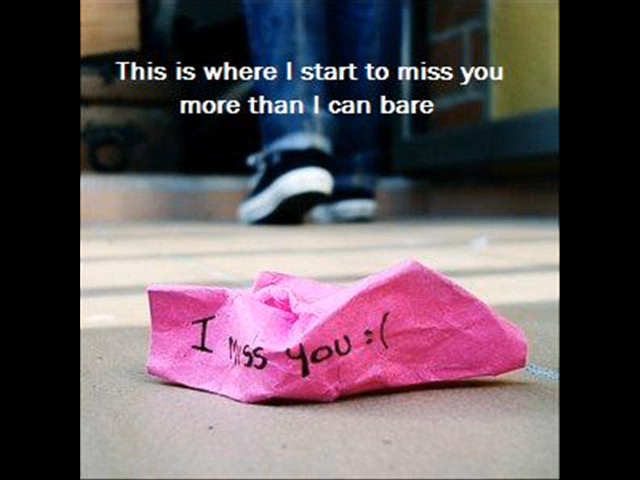 This is where I start to miss you
more than I can bare
I miss you :(